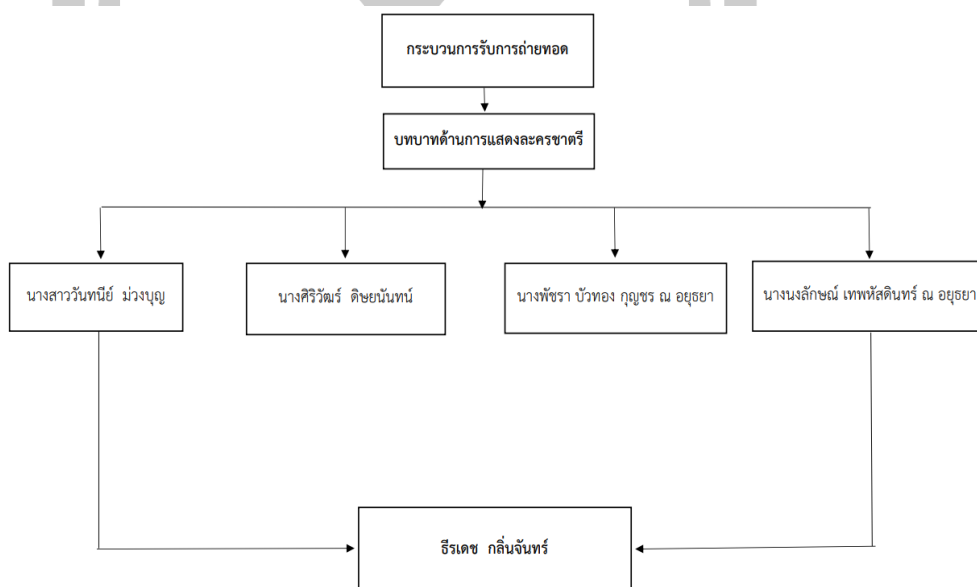 กระบวนการรับการถ่ายทอด
บทบาทด้านการแสดงละครชาตรี
นางสาววันทนีย์ ม่วงบุญ
นางศิริวัฒร์ ดิษยนันทน์
นางพัชรา บัวทอง กุญชร ณ อยุธยา
นางนงลักษณ์ เทพหัสดินทร์ ณ อยุธยา
ธีรเดช กลิ่นจันทร์